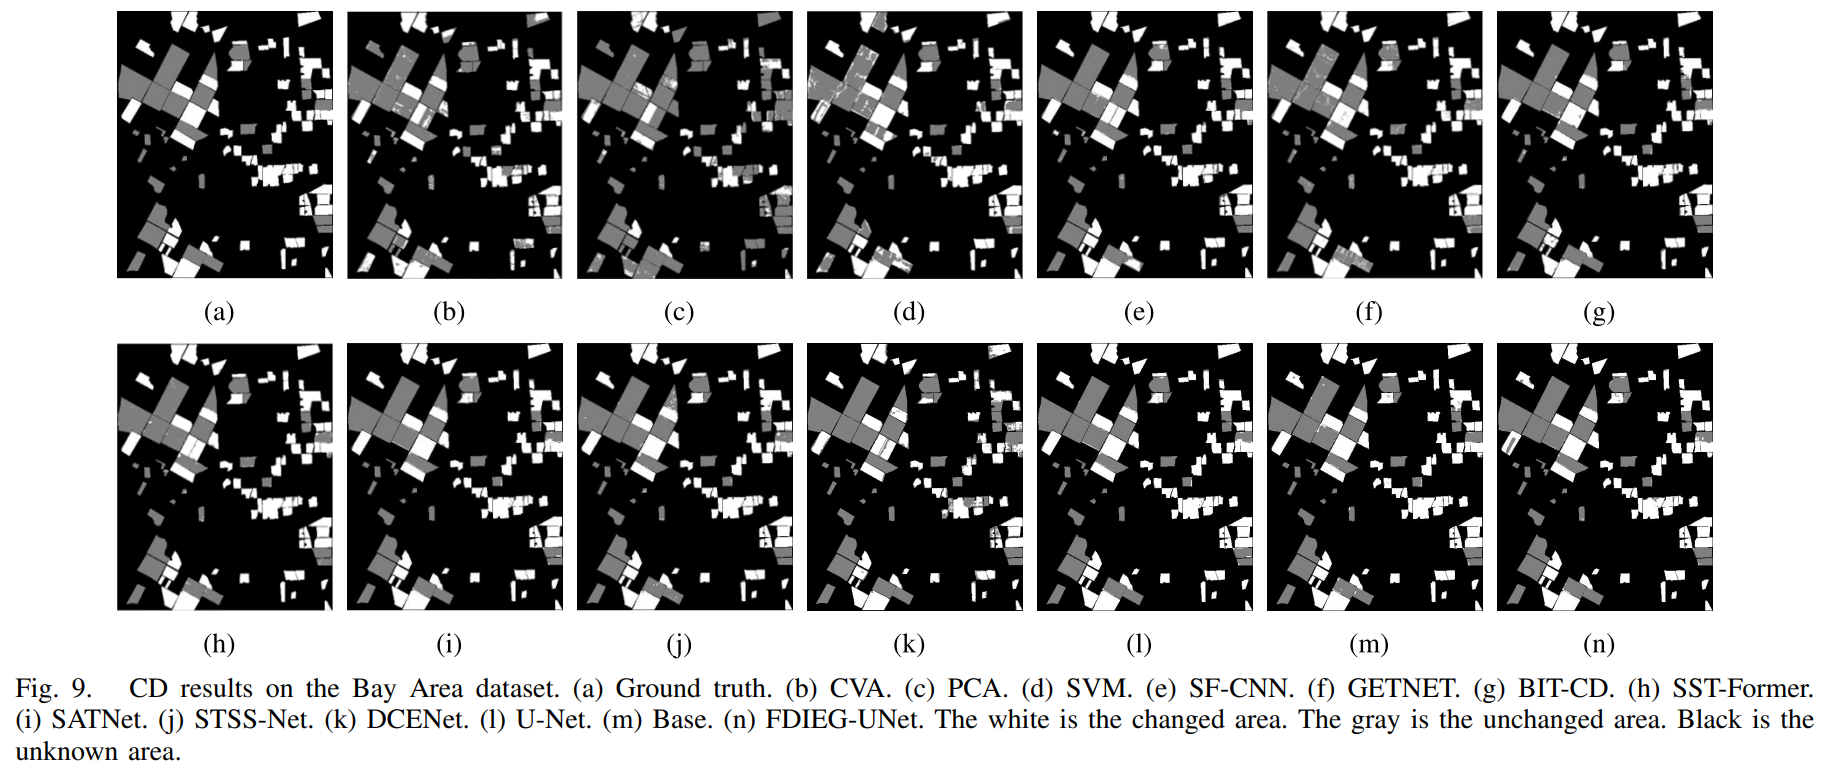 (a) (b) (c) (d) (e) (f) (g)
(h) (i) (j) (k) (l) (m) (n)
Fig. 9. CD results on the Bay Area dataset. (a) Ground truth. (b) CVA. (c) PCA. (d) SVM. (e) SF-CNN. (f) GETNET. (g) BIT-CD. (h) SST-Former.
(i) SATNet. (j) STSS-Net. (k) DCENet. (l) U-Net. (m) Base. (n) FDIEG-UNet. The white is the changed area. The gray is the unchanged area. Black is the
unknown area.